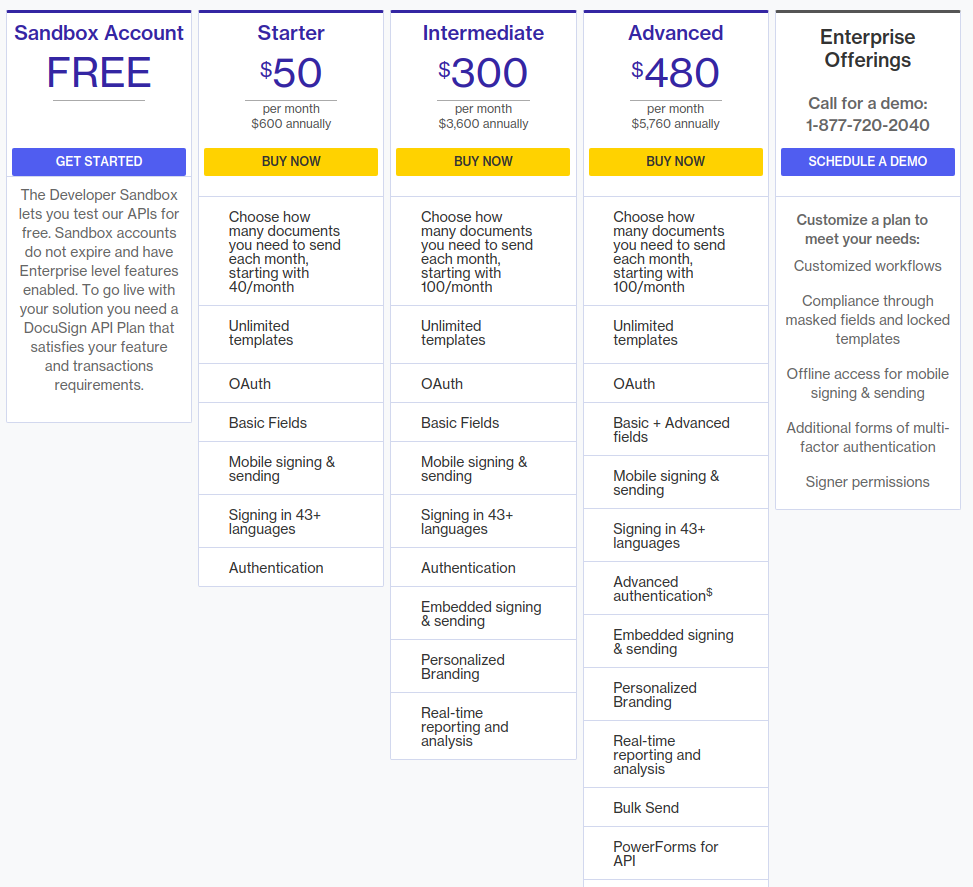 Sandbox Account
FREE
GET STARTED
The Developer Sandbox
lets you test our APIs for
free. Sandbox accounts
do not expire and have
Enterprise level features
enabled. To go live with
your solution you need a
DocuSign API Plan that
satisfies your feature
and transactions
requirements.
Starter
$50
per month
$600 annually
BUY NOW
Choose how
many documents
you need to send
each month,
starting with
40/month
Unlimited
templates
OAuth
Basic Fields
Mobile signing &
sending
Signing in 43+
languages
Authentication
Intermediate
$300
per month
$3,600 annually
BUY NOW
Choose how
many documents
you need to send
each month,
starting with
100/month
Unlimited
templates
OAuth
Basic Fields
Mobile signing &
sending
Signing in 43+
languages
Authentication
Embedded signing
& sending
Personalized
Branding
Real-time
reporting and
analysis
Advanced
$480
per month
$5,760 annually
BUY NOW
Choose how
many documents
you need to send
each month,
starting with
100/month
Unlimited
templates
OAuth
Basic + Advanced
fields
Mobile signing &
sending
Signing in 43+
languages
Advanced
authentication$
Embedded signing
& sending
Personalized
Branding
Real-time
reporting and
analysis
Bulk Send
PowerForms for
API
Enterprise
Offerings
Call for a demo:
1-877-720-2040
SCHEDULE A DEMO
Customize a plan to
meet your needs:
Customized workflows
Compliance through
masked fields and locked
templates
Offline access for mobile
signing & sending
Additional forms of multi-
factor authentication
Signer permissions